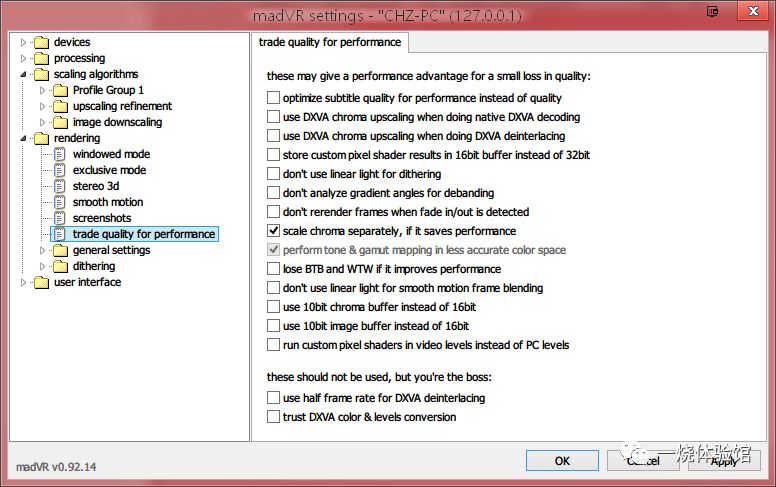 madVR settings - "CHZ-PC" (127.0.0.1)
devices
processing
scaling algorithms
Profile Group 1
upscaling refinement
image downscaling
rendering
windowed mode
exclusive mode
stereo 3d
smooth motion
screenshots
trade quality for performance
general settings
dithering
user interface
trade quality for performance
these may give a performance advantage for a small loss in quality:
optimize subtitle quality for performance instead of quality
use DXVA chroma upscaling when doing native DXVA decoding
use DXVA chroma upscaling when doing DXVA deinterlacing
store custom pixel shader results in 16bit buffer instead of 32bit
don't use linear light for dithering
don't analyze gradient angles for debanding
don't rerender frames when fade in/out is detected
scale chroma separately, if it saves performance
perform tone & gamut mapping in less accurate color space
lose BTB and WTW if it improves performance
don't use linear light for smooth motion frame blending
use 10bit chroma buffer instead of 16bit
use 10bit image buffer instead of 16bit
run custom pixel shaders in video levels instead of PC levels
these should not be used, but you're the boss:
use half frame rate for DXVA deinterlacing
trust DXVA color & levels conversion
madVR v0.92.14
OK
Cancel
Apply
一烧体验馆